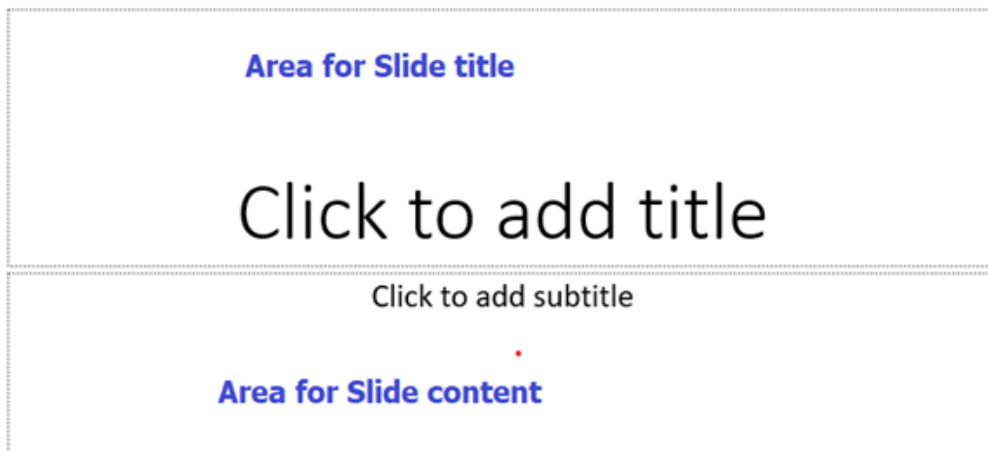 Area for Slide title
Click to add title
Click to add subtitle
Area for Slide content